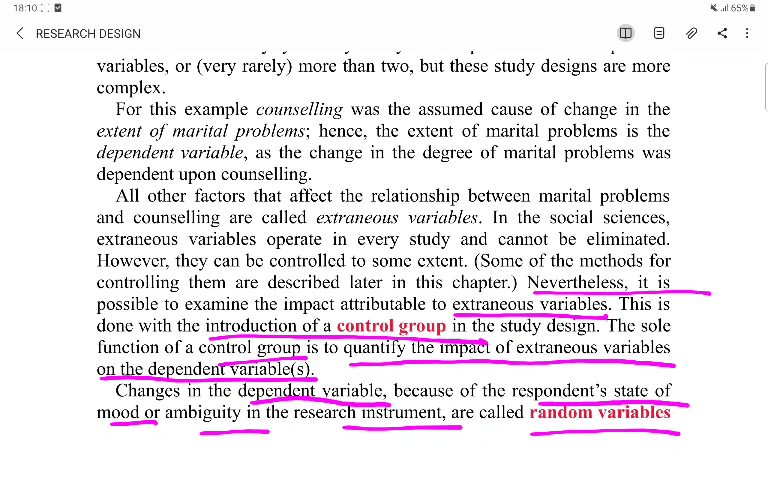 18:10
65%
RESEARCH DESIGN
variables, or (very rarely) more than two, but these study designs are more
complex.
For this example counselling was the assumed cause of change in the
extent of marital problems; hence, the extent of marital problems is the
dependent variable, as the change in the degree of marital problems was
dependent upon counselling.
All other factors that affect the relationship between marital problems
and counselling are called extraneous variables. In the social sciences,
extraneous variables operate in every study and cannot be eliminated.
However, they can be controlled to some extent. (Some of the methods for
controlling them are described later in this chapter.) Nevertheless, it is
possible to examine the impact attributable to extraneous variables. This is
done with the introduction of a control group in the study design. The sole
function of a control group is to quantify the impact of extraneous variables
on the dependent variable(s).
Changes in the dependent variable, because of the respondent's state of
mood or ambiguity in the research instrument, are called random variables